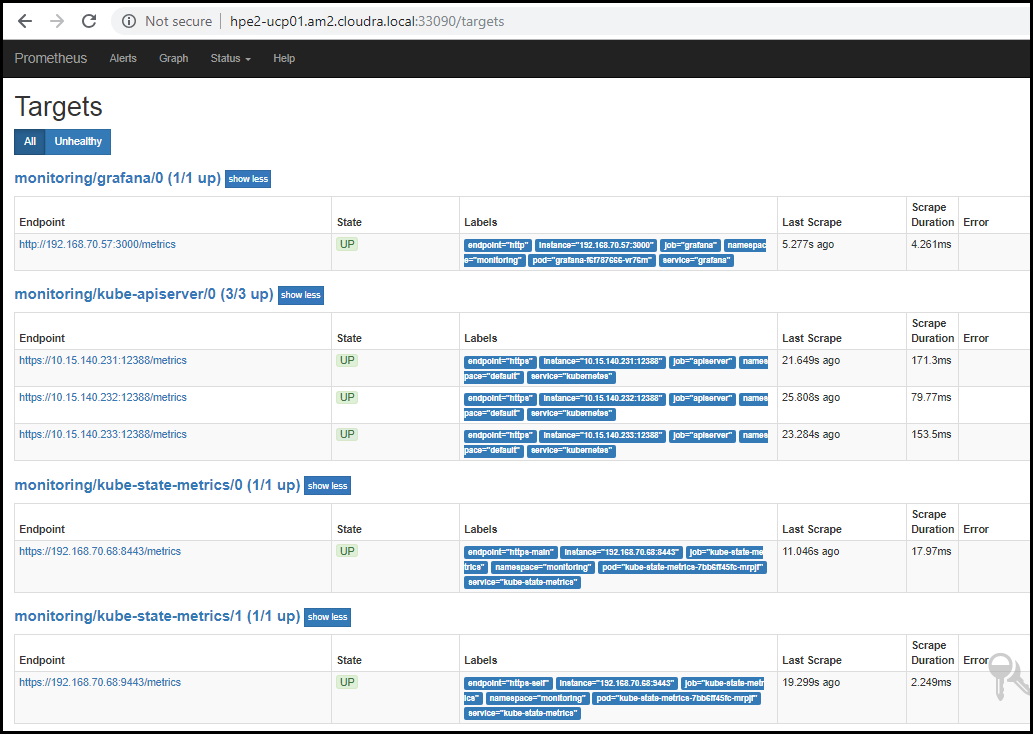 Not secure hpe2-ucp01.am2.cloudra.local:33090/targets
Prometheus Alerts Graph Status Help
Targets
All Unhealthy
monitoring/grafana/0 (1/1 up) show less
Endpoint State Labels Last Scrape Scrape Duration Error
http://192.168.70.57:3000/metrics UP endpoint="http" instance="192.168.70.57:3000" job="grafana" namespac 5.277s ago 4.261ms
e="monitoring" pod="grafana-f6f787666-vr76m" service="grafana"
monitoring/kube-apiserver/0 (3/3 up) show less
Endpoint State Labels Last Scrape Scrape Duration Error
https://10.15.140.231:12388/metrics UP endpoint="https" instance="10.15.140.231:12388" job="apiserver" names 21.649s ago 171.3ms
pace="default" service="kubernetes"
https://10.15.140.232:12388/metrics UP endpoint="https" instance="10.15.140.232:12388" job="apiserver" names 25.808s ago 79.77ms
pace="default" service="kubernetes"
https://10.15.140.233:12388/metrics UP endpoint="https" instance="10.15.140.233:12388" job="apiserver" names 23.284s ago 153.5ms
pace="default" service="kubernetes"
monitoring/kube-state-metrics/0 (1/1 up) show less
Endpoint State Labels Last Scrape Scrape Duration Error
https://192.168.70.68:8443/metrics UP endpoint="https-main" instance="192.168.70.68:8443" job="kube-state-me 11.046s ago 17.97ms
trics" namespace="monitoring" pod="kube-state-metrics-7bb6ff45fc-mrpjf"
service="kube-state-metrics"
monitoring/kube-state-metrics/1 (1/1 up) show less
Endpoint State Labels Last Scrape Scrape Duration Error
https://192.168.70.68:9443/metrics UP endpoint="https-self" instance="192.168.70.68:9443" job="kube-state-metr 19.299s ago 2.249ms
ics" namespace="monitoring" pod="kube-state-metrics-7bb6ff45fc-mrpjf"
service="kube-state-metrics"